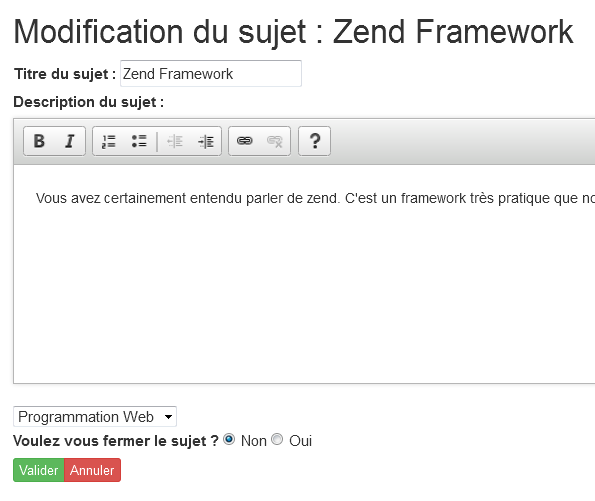 Modification du sujet : Zend Framework
Titre du sujet : Zend Framework
Description du sujet :
B I ?
Vous avez certainement entendu parler de zend. C'est un framework très pratique que
Programmation Web
Voulez vous fermer le sujet ? Non Oui
Valider Annuler